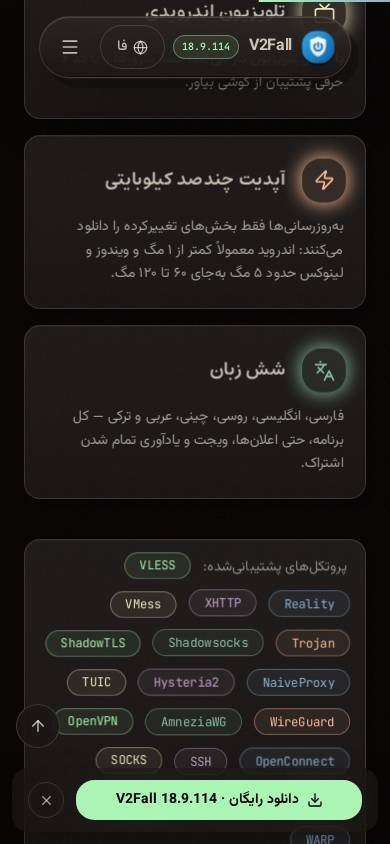 تلویزیون اندرویدی
V2Fall
18.9.114
فا
حرفی پشتیبان از گوشی بیاور.
آپدیت چندصد کیلوبایتی
به‌روزرسانی‌ها فقط بخش‌های تغییرکرده را دانلود
می‌کنند: اندروید معمولاً کمتر از ۱ مگ و ویندوز و
لینوکس حدود ۵ مگ به‌جای ۶۰ تا ۱۲۰ مگ.
شش زبان
فارسی، انگلیسی، روسی، چینی، عربی و ترکی — کل
برنامه، حتی اعلان‌ها، ویجت و یادآوری تمام شدن
اشتراک.
پروتکل‌های پشتیبانی‌شده: VLESS
Reality XHTTP VMess
Trojan Shadowsocks ShadowTLS
NaiveProxy Hysteria2 TUIC
WireGuard AmneziaWG OpenVPN
OpenConnect SSH SOCKS
دانلود رایگان · V2Fall 18.9.114
WARP